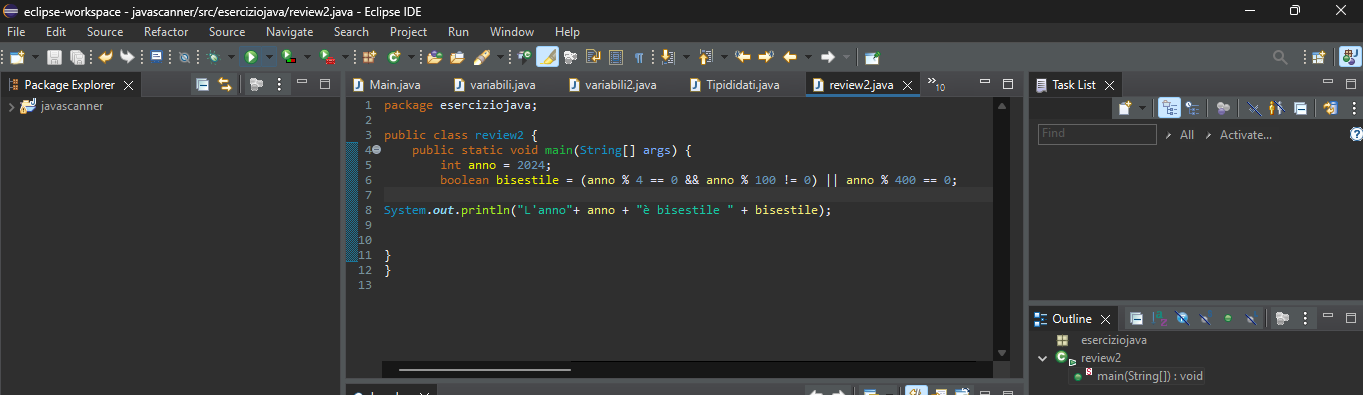 eclipse-workspace - javascanner/src/eserciziojava/review2.java - Eclipse IDE
File Edit Source Refactor Source Navigate Search Project Run Window Help
Package Explorer
javascanner
Main.java variabili.java variabili2.java Tipididati.java review2.java »10
1 package eserciziojava;
2
3 public class review2 {
4 public static void main(String[] args) {
5 int anno = 2024;
6 boolean bisestile = (anno % 4 == 0 && anno % 100 != 0) || anno % 400 == 0;
7
8 System.out.println("L'anno"+ anno + "è bisestile " + bisestile);
9
10
11 }
12 }
13
Task List
Find All Activate...
Outline
eserciziojava
review2
main(String[]) : void